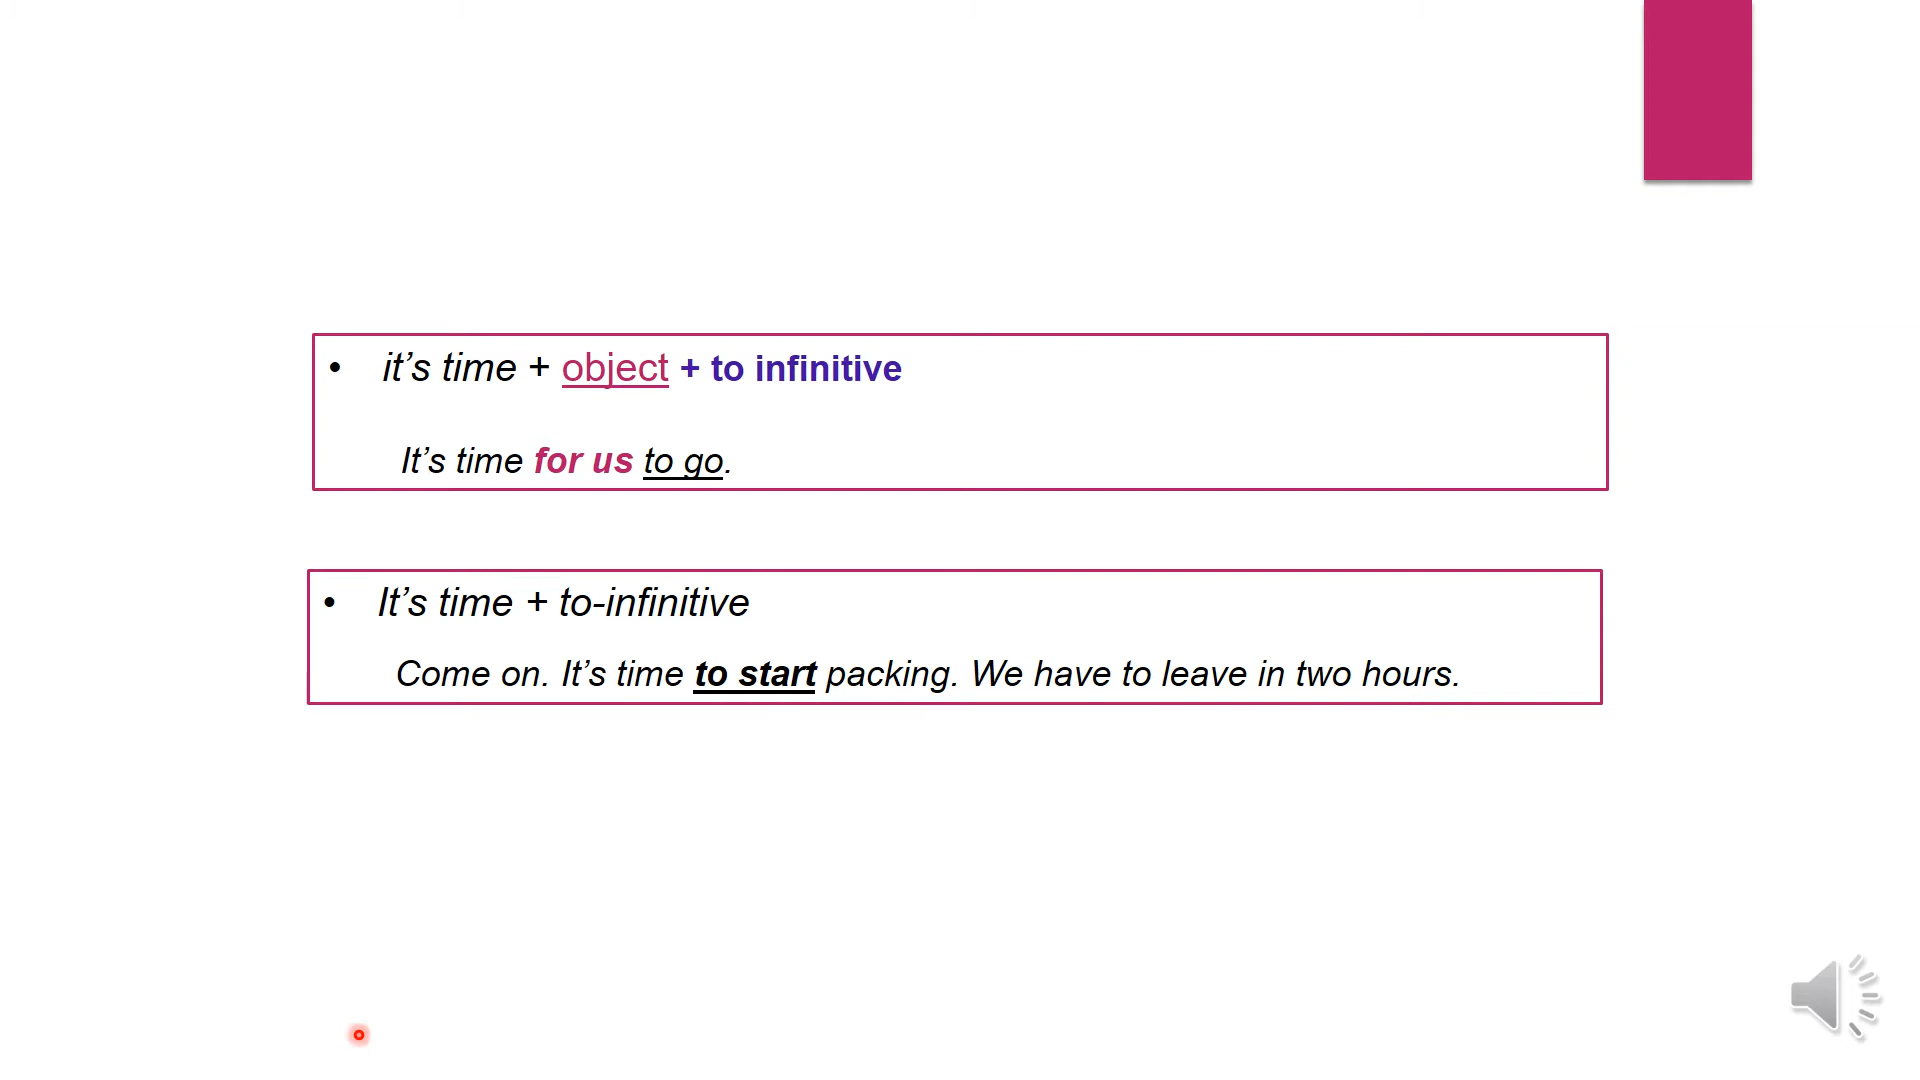 • it’s time + object + to infinitive
It’s time for us to go.
• It’s time + to-infinitive
Come on. It’s time to start packing. We have to leave in two hours.